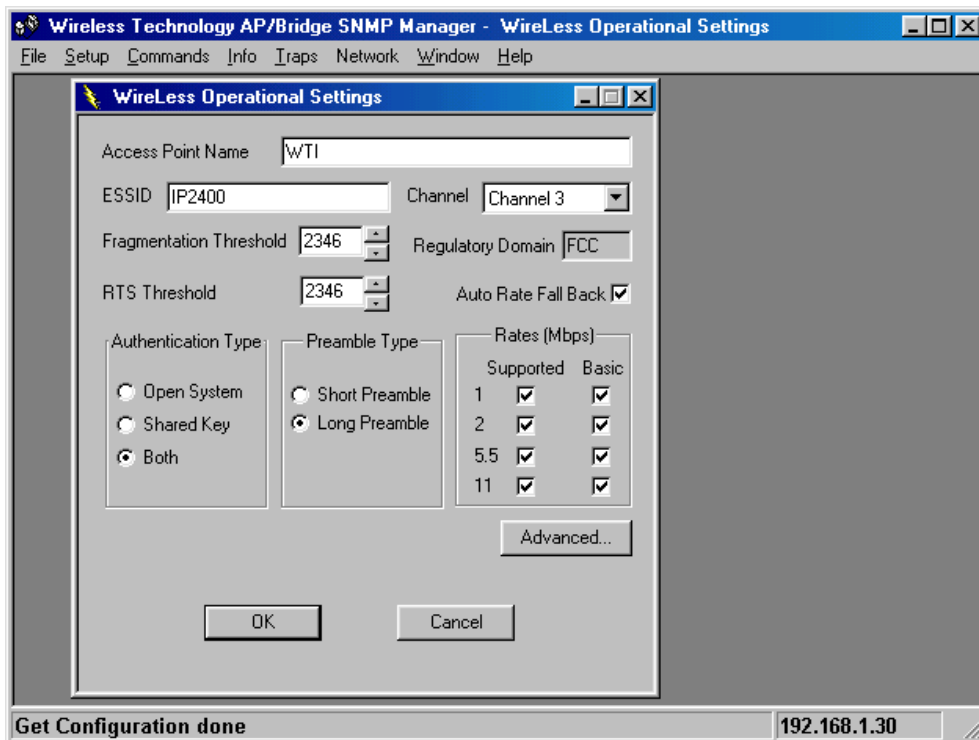 Wireless Technology AP/Bridge SNMP Manager - WireLess Operational Settings
File Setup Commands Info Traps Network Window Help
WireLess Operational Settings
Access Point Name WTI
ESSID IP2400 Channel Channel 3
Fragmentation Threshold 2346 Regulatory Domain FCC
RTS Threshold 2346 Auto Rate Fall Back
Authentication Type
Open System
Shared Key
Both
Preamble Type
Short Preamble
Long Preamble
Rates (Mbps)
Supported Basic
1
2
5.5
11
Advanced...
OK Cancel
Get Configuration done 192.168.1.30